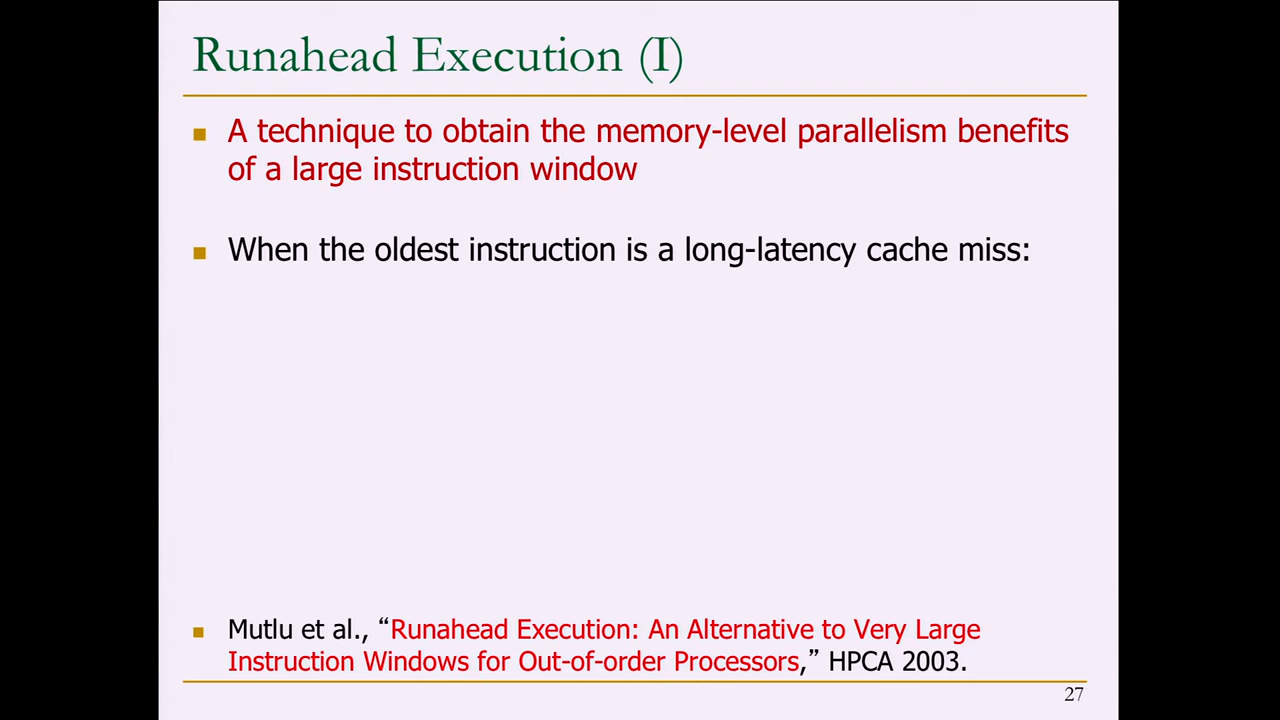 Runahead Execution (I)
A technique to obtain the memory-level parallelism benefits
of a large instruction window
When the oldest instruction is a long-latency cache miss:
Mutlu et al., “Runahead Execution: An Alternative to Very Large
Instruction Windows for Out-of-order Processors,” HPCA 2003.
27